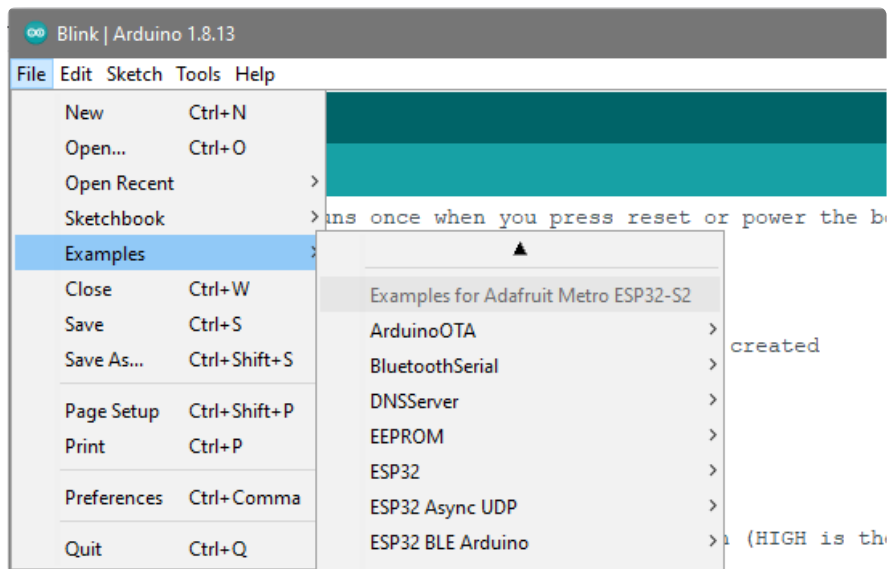 Blink | Arduino 1.8.13
File Edit Sketch Tools Help
New Ctrl+N
Open... Ctrl+O
Open Recent >
Sketchbook >
Examples >
Close Ctrl+W
Save Ctrl+S
Save As... Ctrl+Shift+S
Page Setup Ctrl+Shift+P
Print Ctrl+P
Preferences Ctrl+Comma
Quit Ctrl+Q
once when you press reset or power the
▲
Examples for Adafruit Metro ESP32-S2
ArduinoOTA >
BluetoothSerial >
DNSServer >
EEPROM >
ESP32 >
ESP32 Async UDP >
ESP32 BLE Arduino >
created
(HIGH is